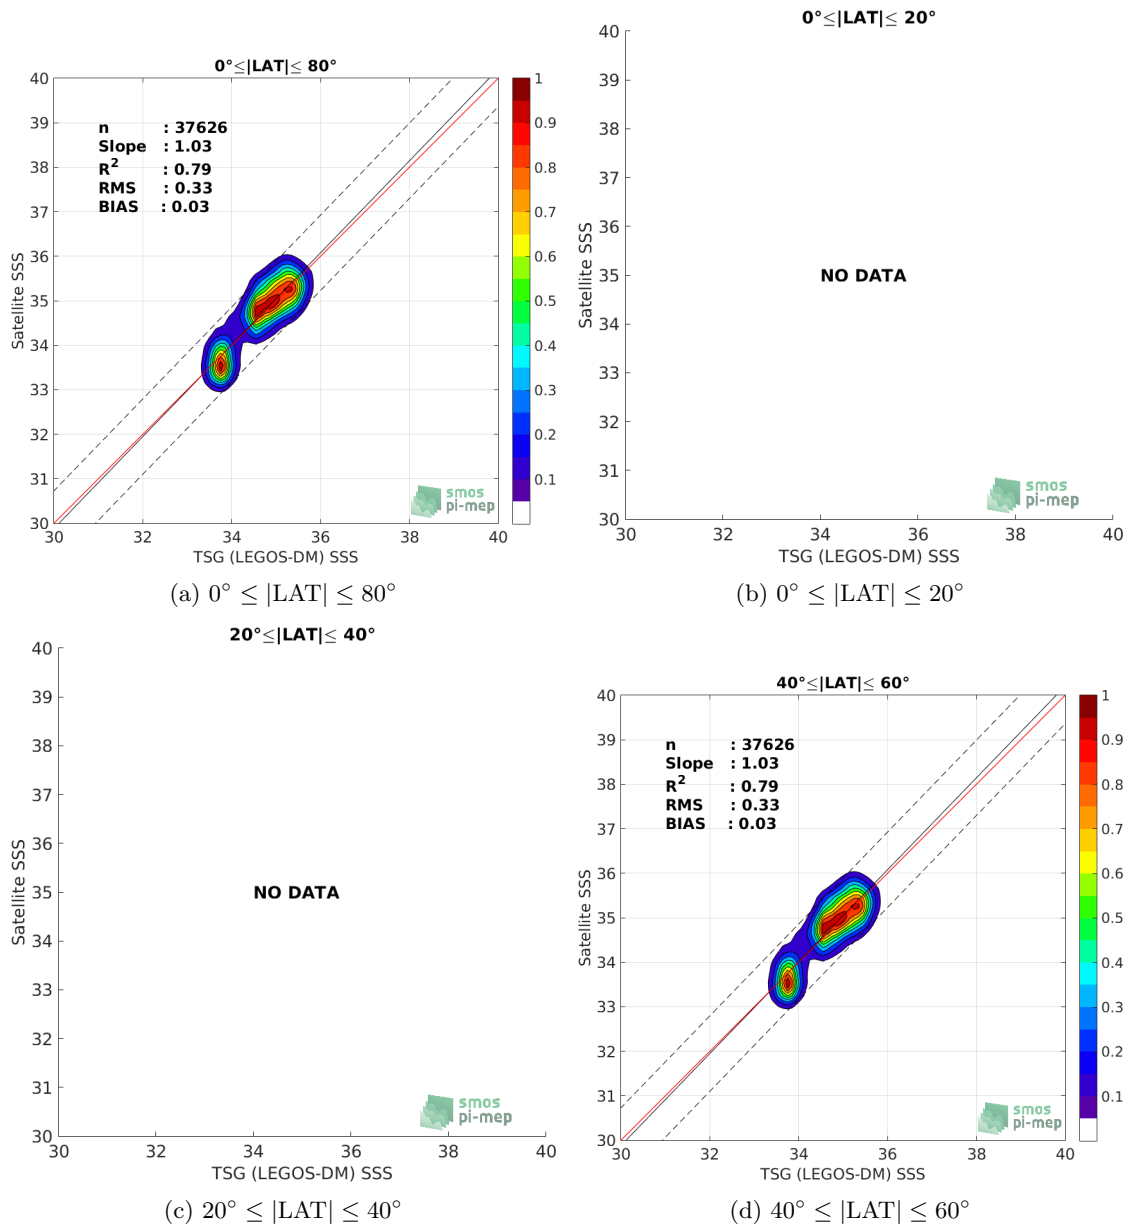 0°≤|LAT|≤ 80°
40
39
38
37
36
35
34
33
32
31
30
Satellite SSS
n : 37626
Slope : 1.03
R² : 0.79
RMS : 0.33
BIAS : 0.03
smos
pi-mep
30 32 34 36 38 40
TSG (LEGOS-DM) SSS
1
0.9
0.8
0.7
0.6
0.5
0.4
0.3
0.2
0.1
(a) 0° ≤ |LAT| ≤ 80°
0°≤|LAT|≤ 20°
40
39
38
37
36
35
34
33
32
31
30
Satellite SSS
NO DATA
smos
pi-mep
30 32 34 36 38 40
TSG (LEGOS-DM) SSS
(b) 0° ≤ |LAT| ≤ 20°
20°≤|LAT|≤ 40°
40
39
38
37
36
35
34
33
32
31
30
Satellite SSS
NO DATA
smos
pi-mep
30 32 34 36 38 40
TSG (LEGOS-DM) SSS
(c) 20° ≤ |LAT| ≤ 40°
40°≤|LAT|≤ 60°
40
39
38
37
36
35
34
33
32
31
30
Satellite SSS
n : 37626
Slope : 1.03
R² : 0.79
RMS : 0.33
BIAS : 0.03
smos
pi-mep
30 32 34 36 38 40
TSG (LEGOS-DM) SSS
1
0.9
0.8
0.7
0.6
0.5
0.4
0.3
0.2
0.1
(d) 40° ≤ |LAT| ≤ 60°